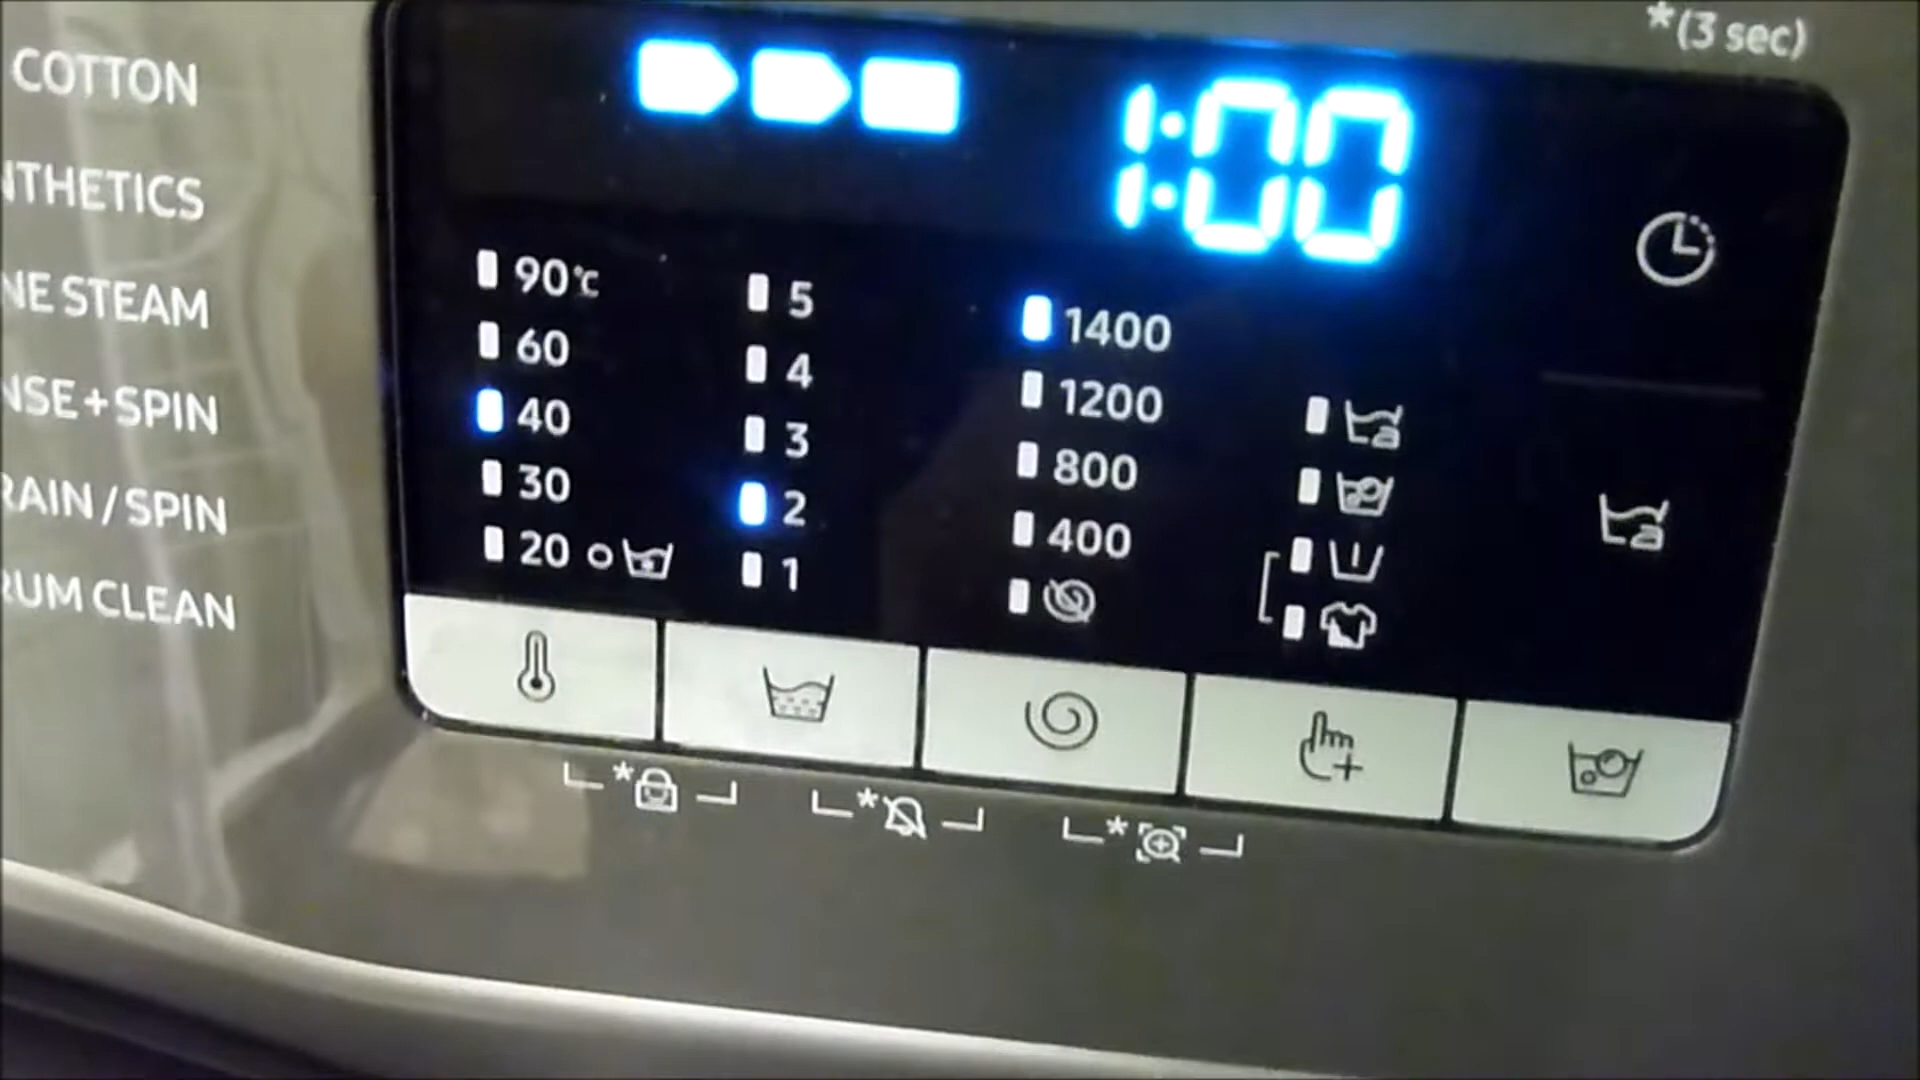 *(3 sec)
COTTON
NTHETICS
NE STEAM
NSE+SPIN
RAIN/SPIN
RUM CLEAN
1:00
90℃
60
40
30
20
5
4
3
2
1
1400
1200
800
400
*
*
*